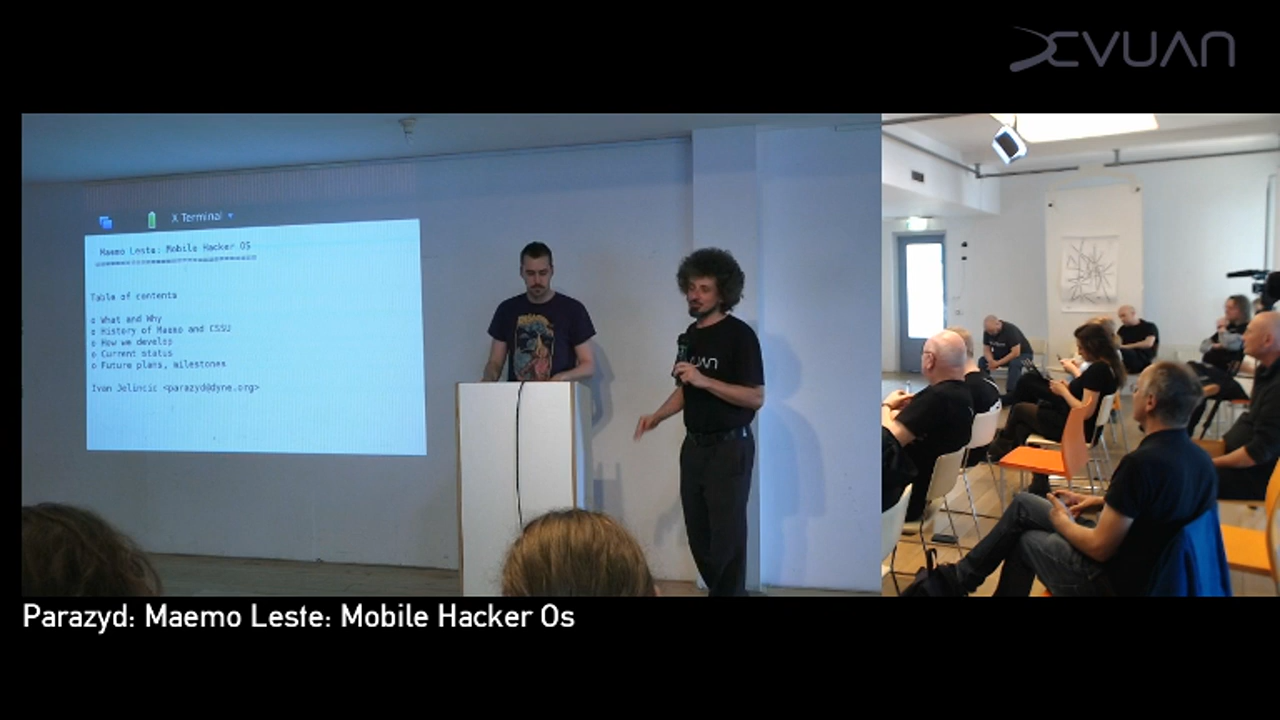 DEVUAN
X Terminal
Maemo Leste: Mobile Hacker OS
Table of contents
o What and Why
o History of Maemo and CSSU
o How we develop
o Current status
o Future plans, milestones
Ivan Jelincic <parazyd@dyne.org>
Parazyd: Maemo Leste: Mobile Hacker Os